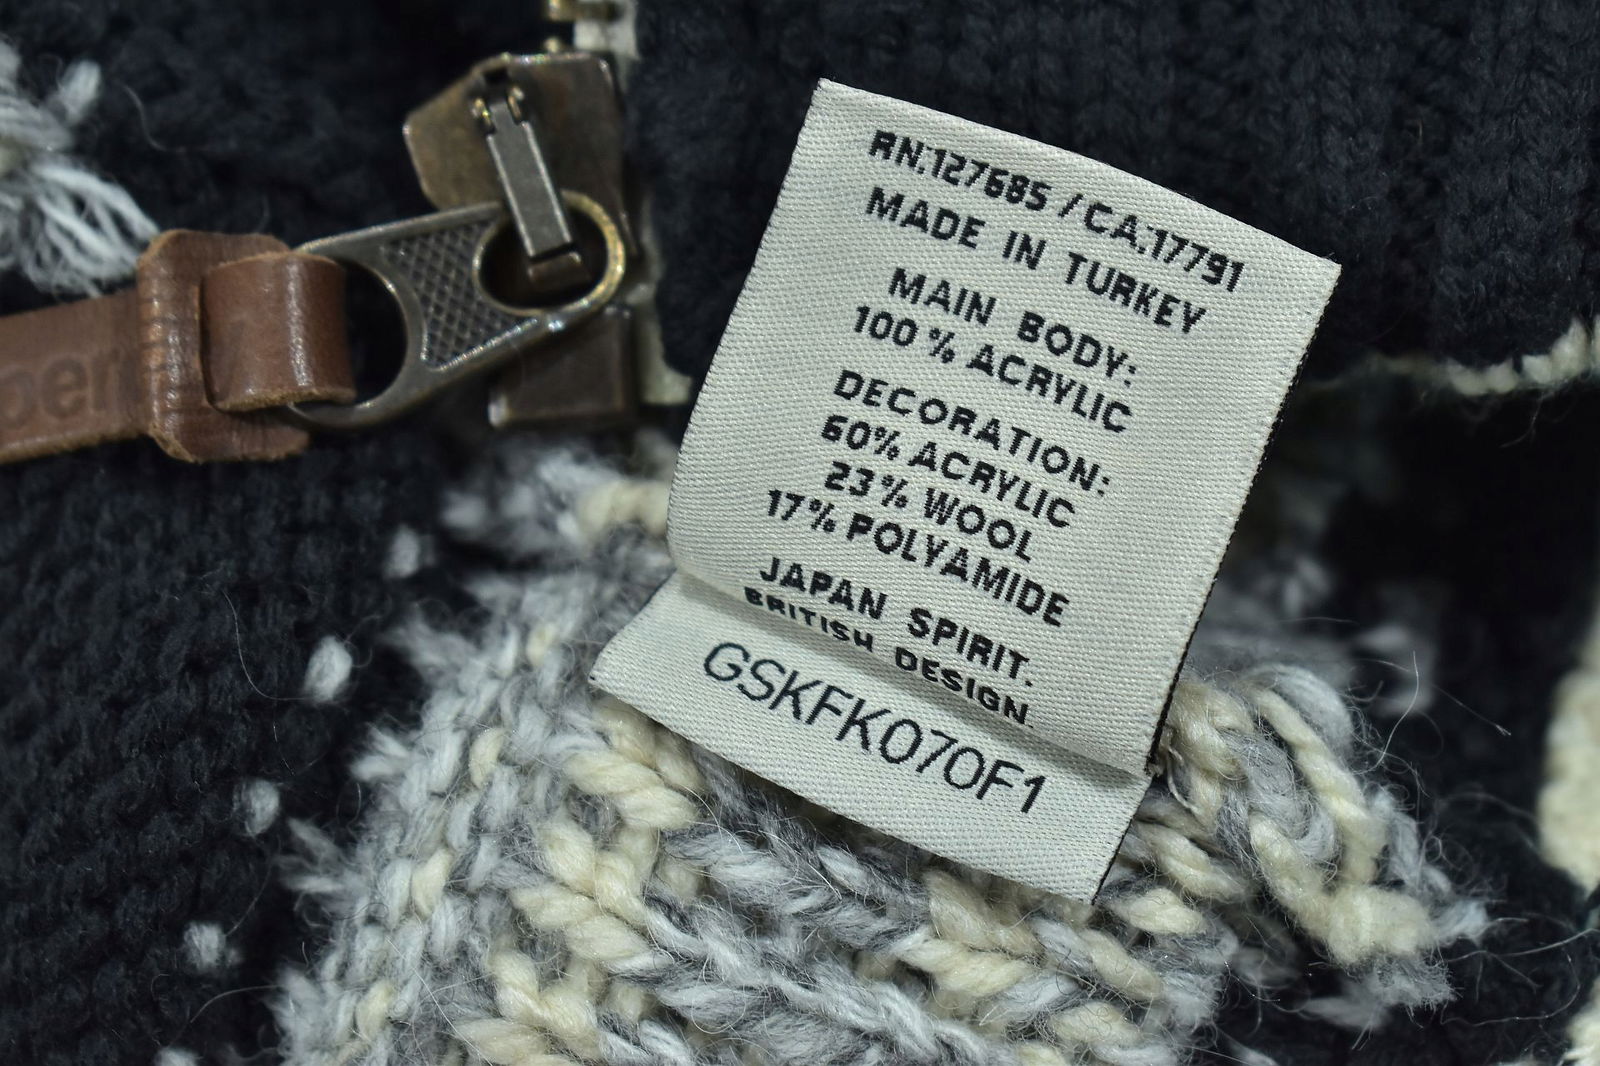 RN:127685 / CA:17791
MADE IN TURKEY
MAIN BODY:
100 % ACRYLIC
DECORATION:
60% ACRYLIC
23% WOOL
17% POLYAMIDE
JAPAN SPIRIT.
BRITISH DESIGN
GSKFK070F1